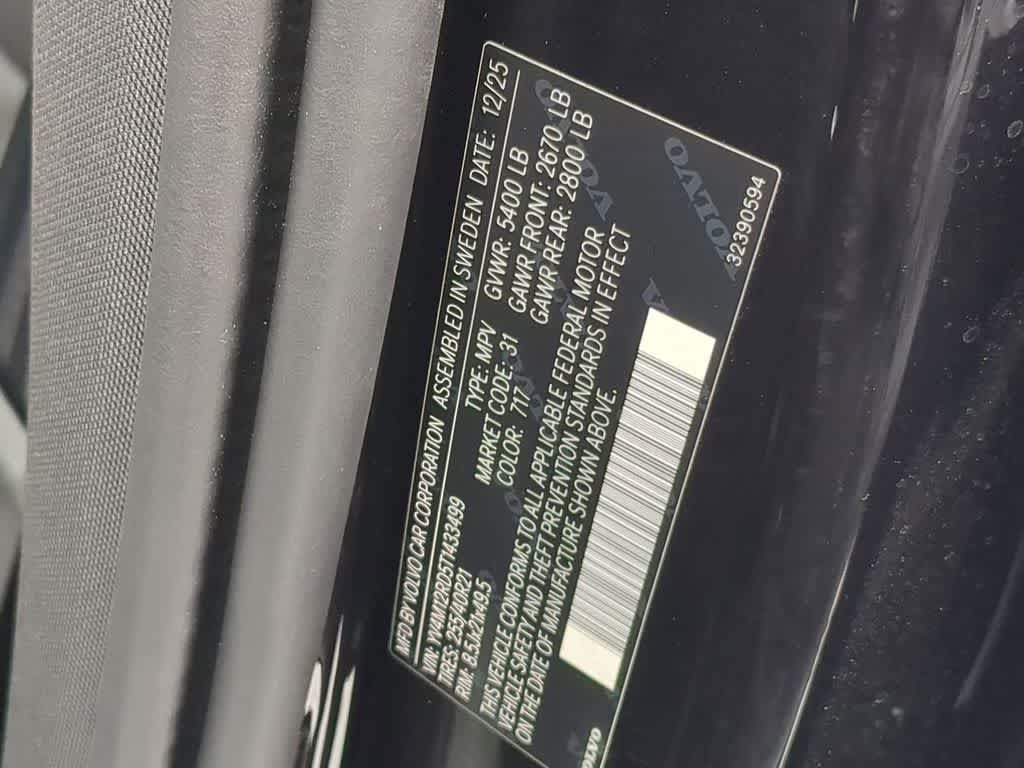 MFD BY VOLVO CAR CORPORATION ASSEMBLED IN SWEDEN DATE: 12/25
TYPE: MPV
TIRES: 255/40R21
RIM: 8.5Jx21x49.5
MARKET CODE: 31
COLOR: 717
GVWR: 5400 LB
GAWR FRONT: 2670 LB
GAWR REAR: 2800 LB
THIS VEHICLE CONFORMS TO ALL APPLICABLE FEDERAL MOTOR
VEHICLE SAFETY AND THEFT PREVENTION STANDARDS IN EFFECT
ON THE DATE OF MANUFACTURE SHOWN ABOVE.
32390594
VOLVO
VOLVO